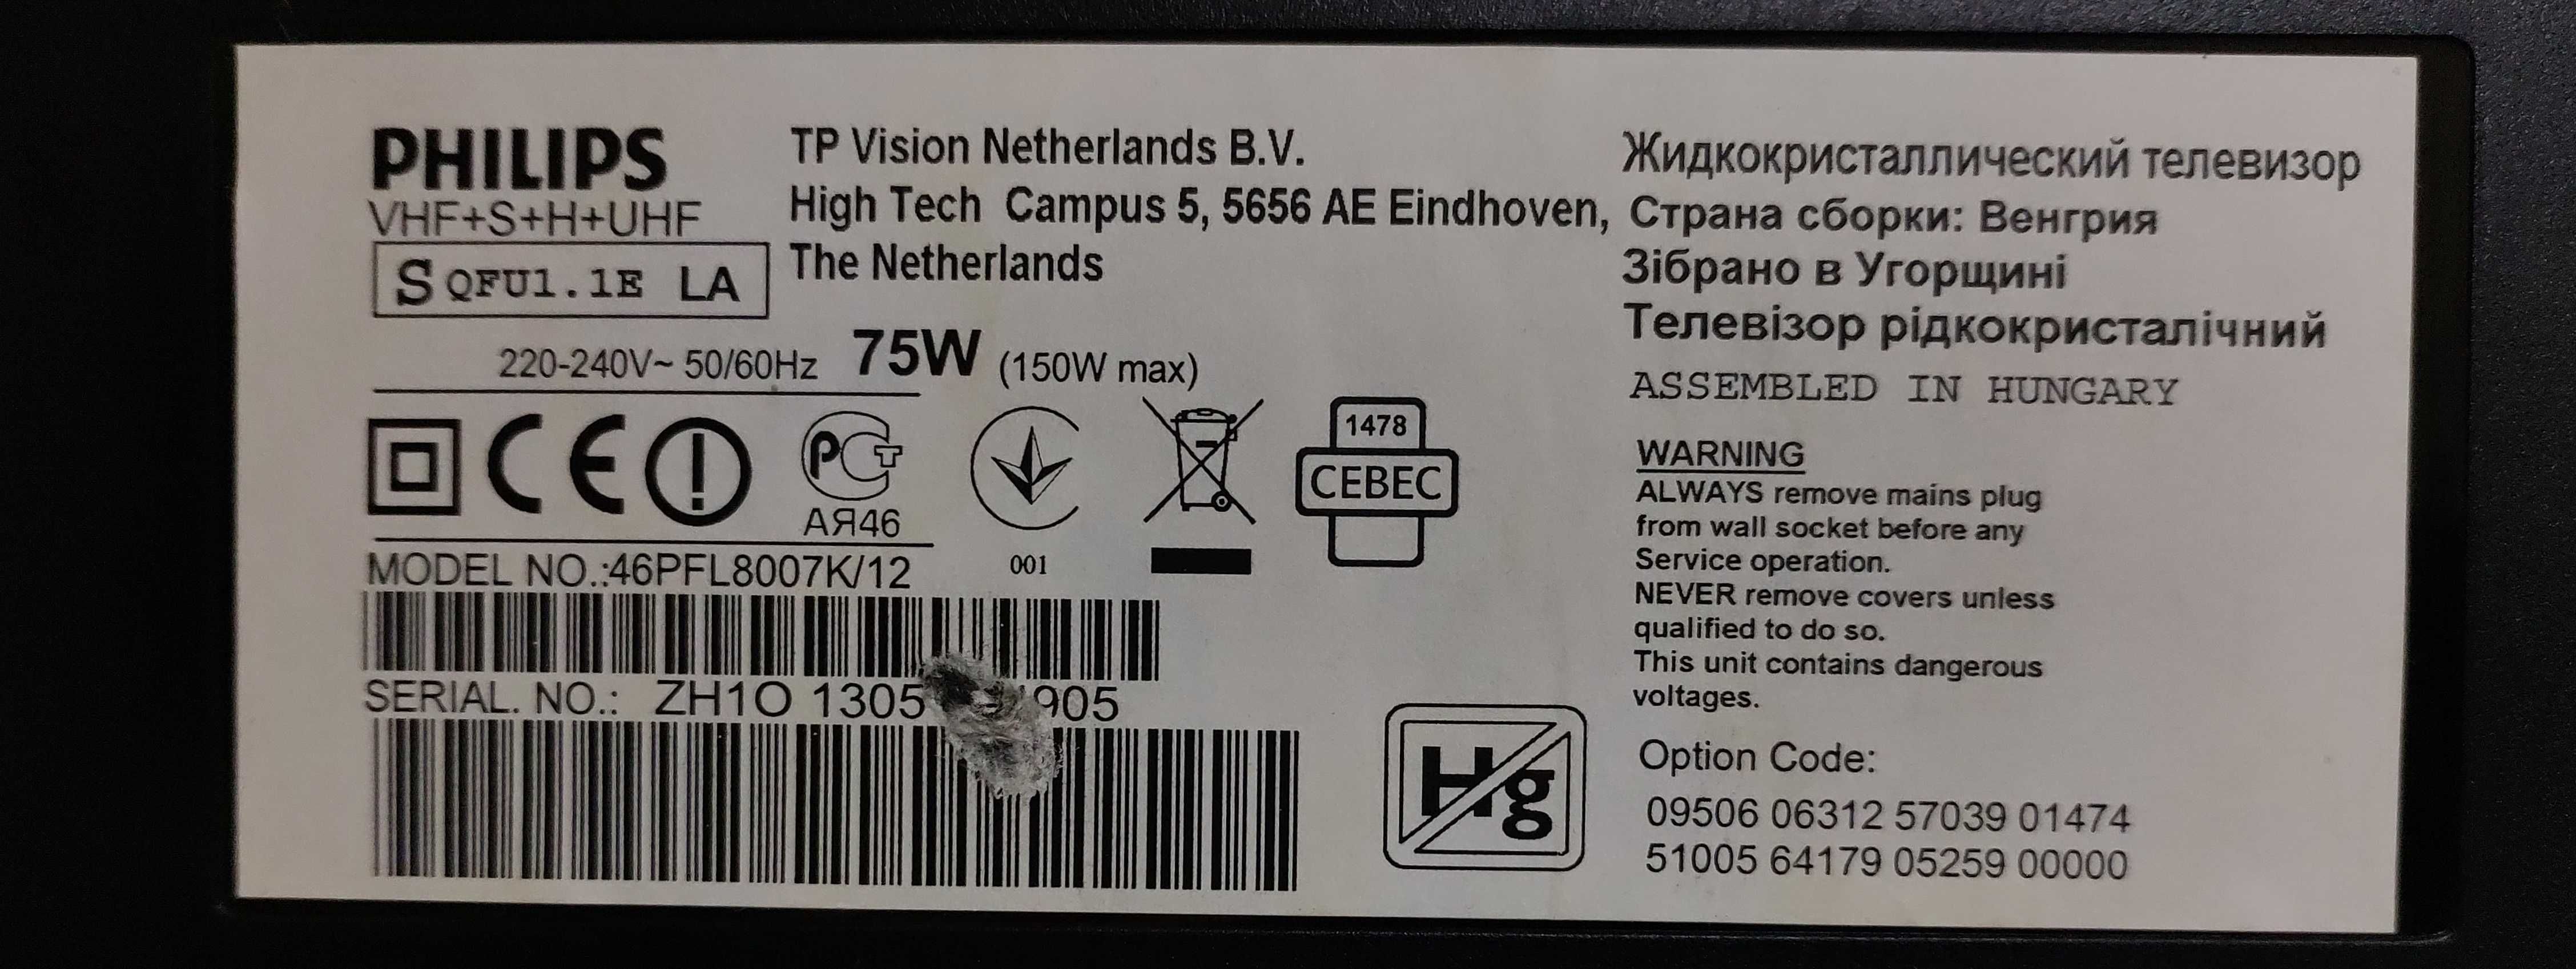 PHILIPS
VHF+S+H+UHF
S QFU1.1E LA
TP Vision Netherlands B.V.
High Tech Campus 5, 5656 AE Eindhoven,
The Netherlands
220-240V~ 50/60Hz 75W (150W max)
CE
РСТ
АЯ46
001
1478
CEBEC
MODEL NO.:46PFL8007K/12
SERIAL. NO.: ZH1O 1305 905
Hg
Жидкокристаллический телевизор
Страна сборки: Венгрия
Зібрано в Угорщині
Телевізор рідкокристалічний
ASSEMBLED IN HUNGARY
WARNING
ALWAYS remove mains plug
from wall socket before any
Service operation.
NEVER remove covers unless
qualified to do so.
This unit contains dangerous
voltages.
Option Code:
09506 06312 57039 01474
51005 64179 05259 00000